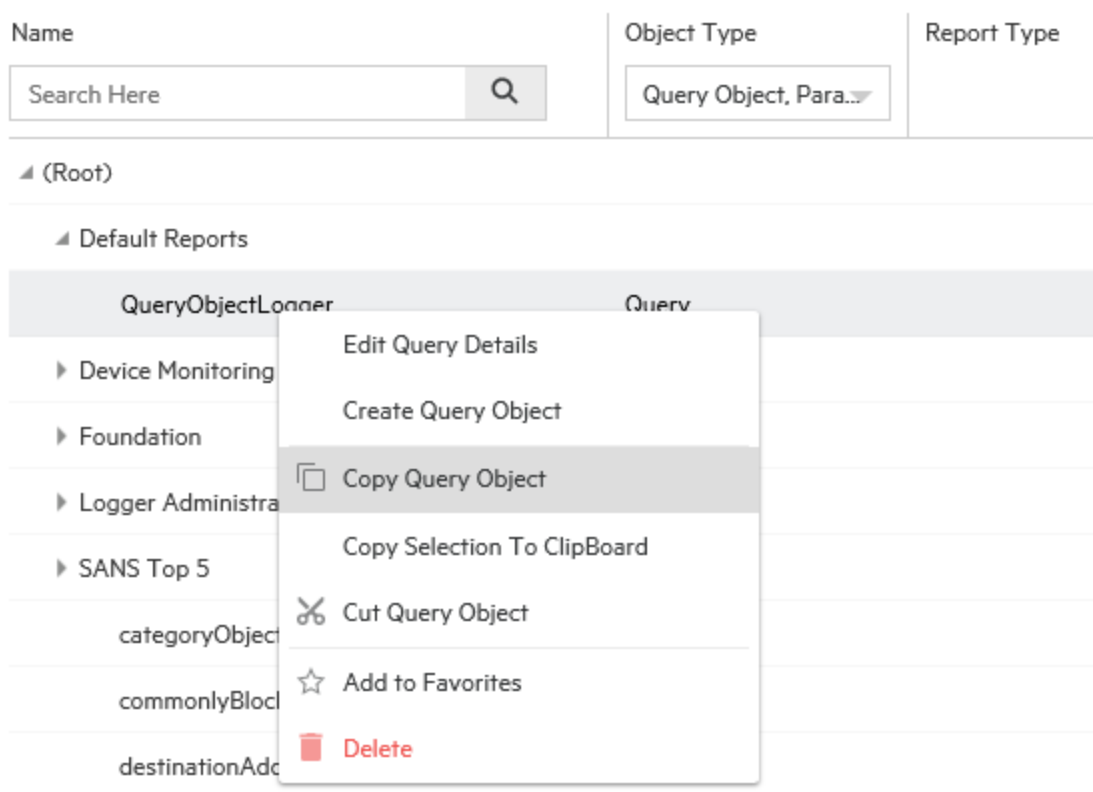 Name Object Type Report Type
Search Here Query Object, Para...
(Root)
Default Reports
QueryObjectLogger Query
Edit Query Details
Device Monitoring
Create Query Object
Foundation
Copy Query Object
Logger Administra
Copy Selection To ClipBoard
SANS Top 5
Cut Query Object
categoryObject
Add to Favorites
commonlyBlock
Delete
destinationAdd